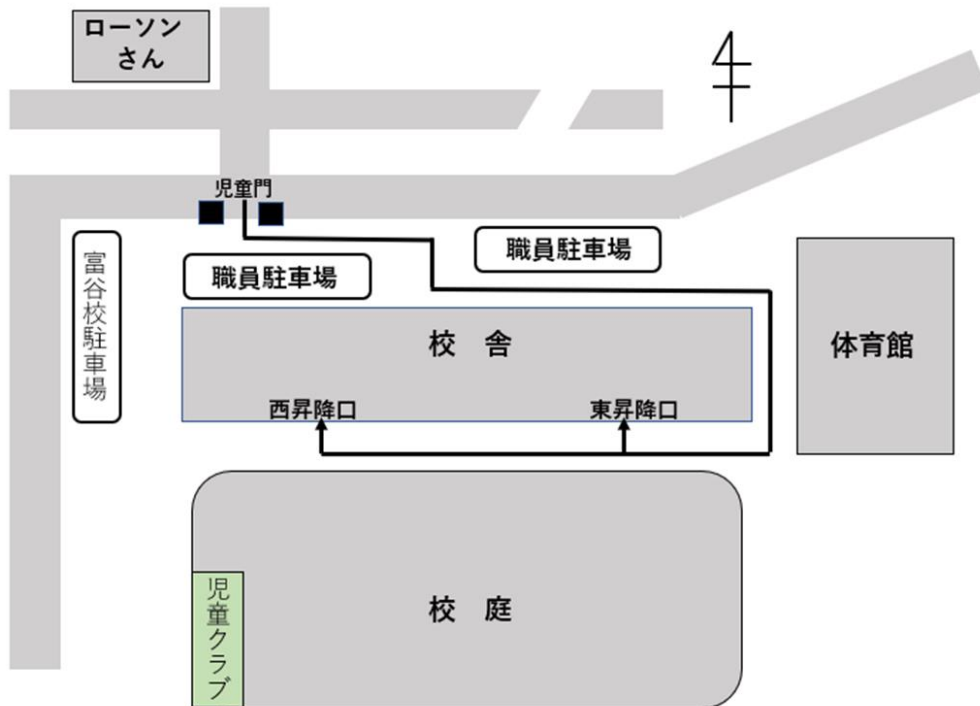 ローソン
さん
児童門
職員駐車場
職員駐車場
富谷校駐車場
校 舎
体育館
西昇降口
東昇降口
児童クラブ
校 庭